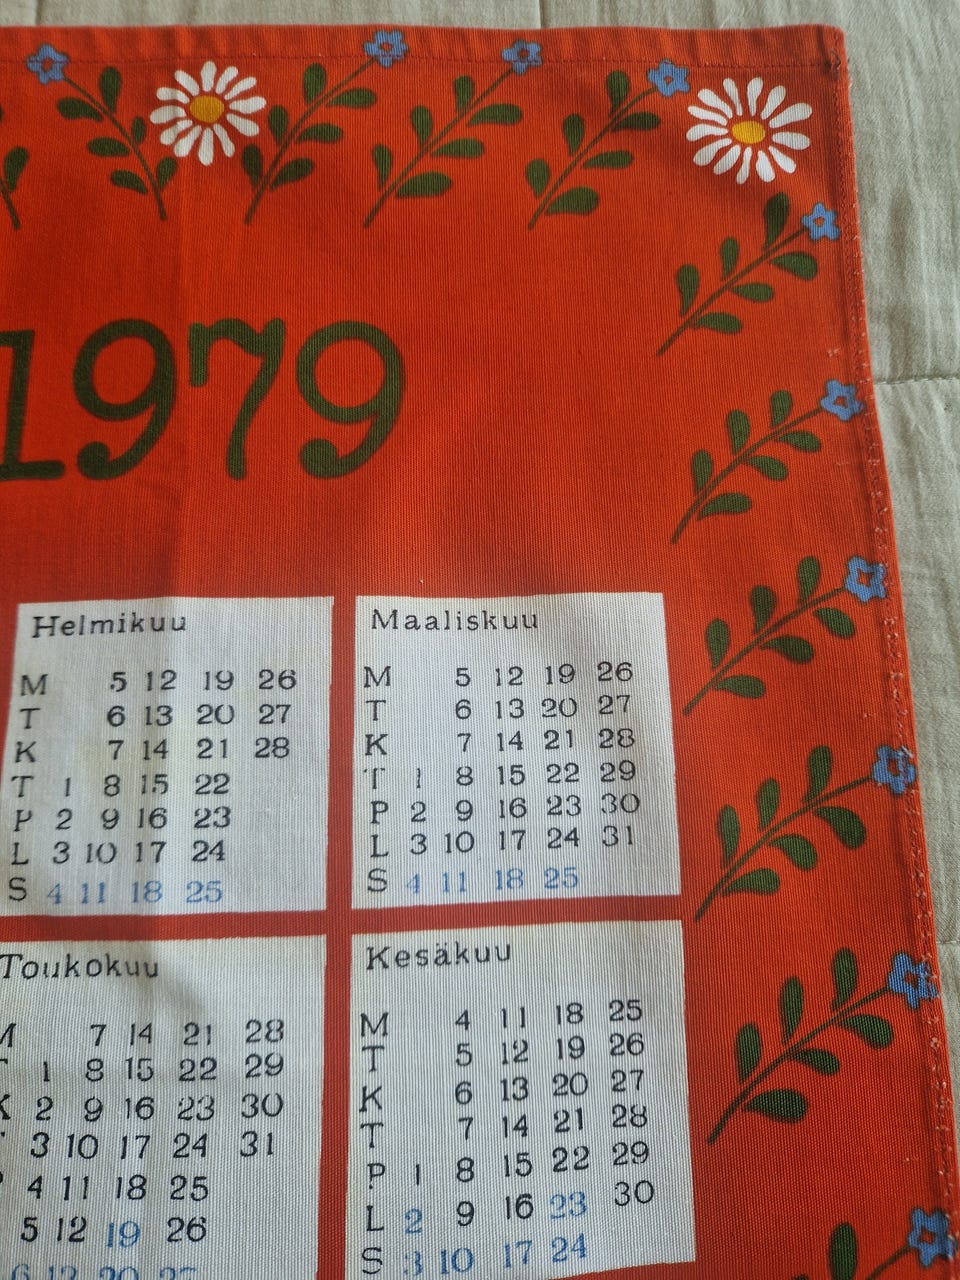 1979
Helmikuu
M 5 12 19 26
T 6 13 20 27
K 7 14 21 28
T 1 8 15 22
P 2 9 16 23
L 3 10 17 24
S 4 11 18 25
Maaliskuu
M 5 12 19 26
T 6 13 20 27
K 7 14 21 28
T 1 8 15 22 29
P 2 9 16 23 30
L 3 10 17 24 31
S 4 11 18 25
Toukokuu
M 7 14 21 28
1 8 15 22 29
K 2 9 16 23 30
3 10 17 24 31
4 11 18 25
5 12 19 26
6 13 20 27
Kesäkuu
M 4 11 18 25
T 5 12 19 26
K 6 13 20 27
T 7 14 21 28
P 1 8 15 22 29
L 2 9 16 23 30
S 3 10 17 24